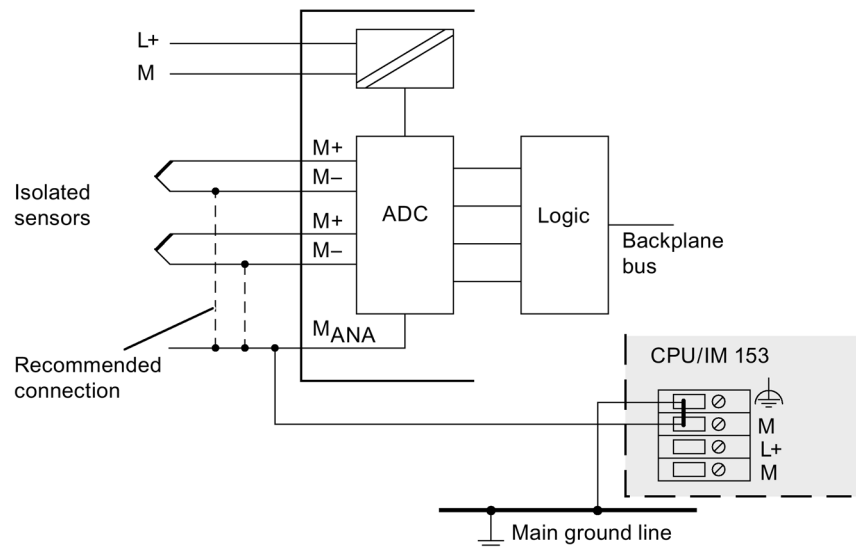 L+
M
M+
M–
Isolated
sensors
M+
M–
ADC
Logic
Backplane
bus
MANA
Recommended
connection
CPU/IM 153
M
L+
M
Main ground line